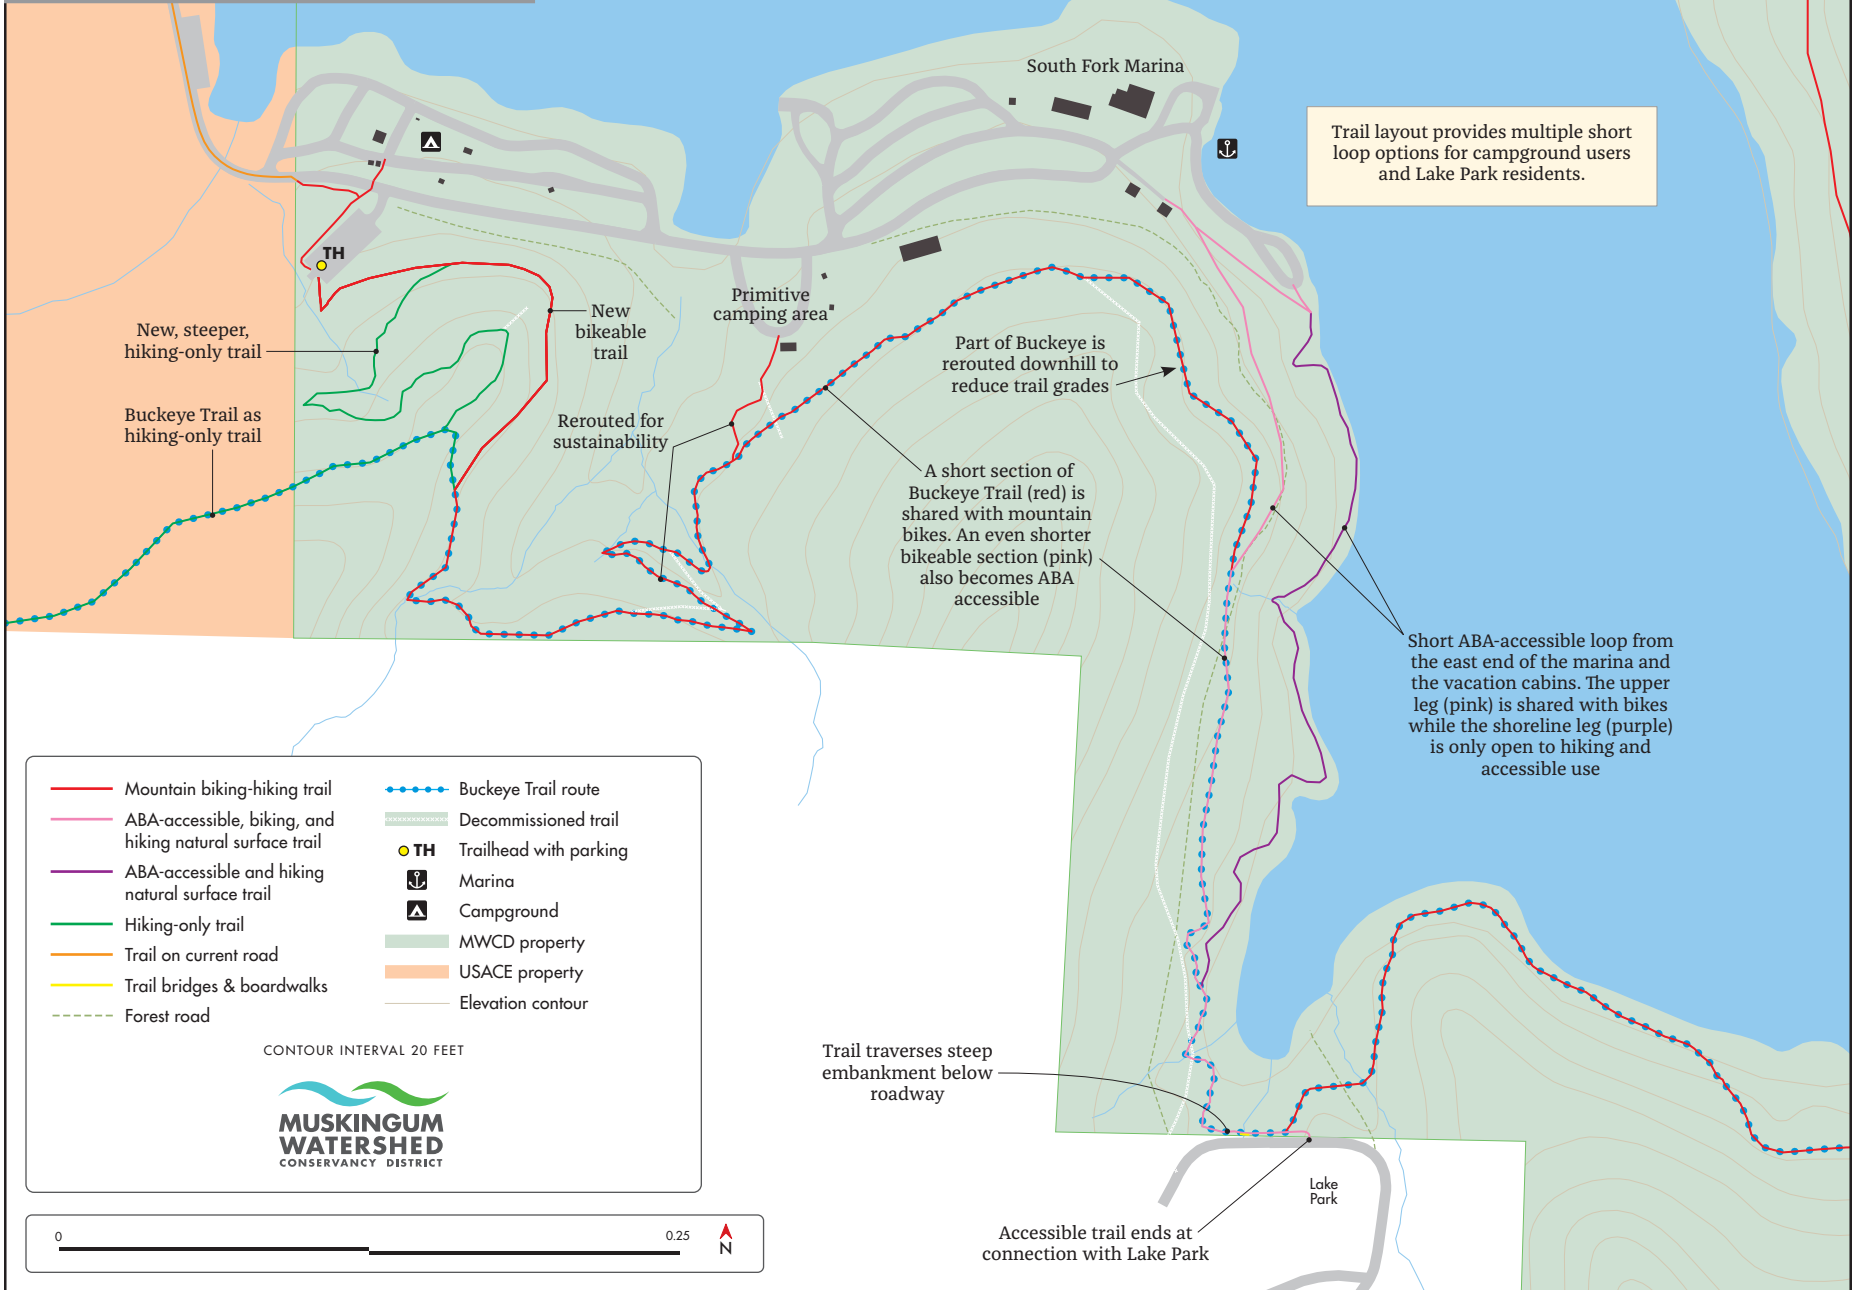 South Fork Marina
Trail layout provides multiple short
loop options for campground users
and Lake Park residents.
TH
New, steeper,
hiking-only trail
New
bikeable
trail
Primitive
camping area
Part of Buckeye is
rerouted downhill to
reduce trail grades
Buckeye Trail as
hiking-only trail
Rerouted for
sustainability
A short section of
Buckeye Trail (red) is
shared with mountain
bikes. An even shorter
bikeable section (pink)
also becomes ABA
accessible
Short ABA-accessible loop from
the east end of the marina and
the vacation cabins. The upper
leg (pink) is shared with bikes
while the shoreline leg (purple)
is only open to hiking and
accessible use
Mountain biking-hiking trail
ABA-accessible, biking, and
hiking natural surface trail
ABA-accessible and hiking
natural surface trail
Hiking-only trail
Trail on current road
Trail bridges & boardwalks
Forest road
Buckeye Trail route
Decommissioned trail
TH Trailhead with parking
Marina
Campground
MWCD property
USACE property
Elevation contour
CONTOUR INTERVAL 20 FEET
MUSKINGUM
WATERSHED
CONSERVANCY DISTRICT
Trail traverses steep
embankment below
roadway
Lake
Park
Accessible trail ends at
connection with Lake Park
0 0.25
N